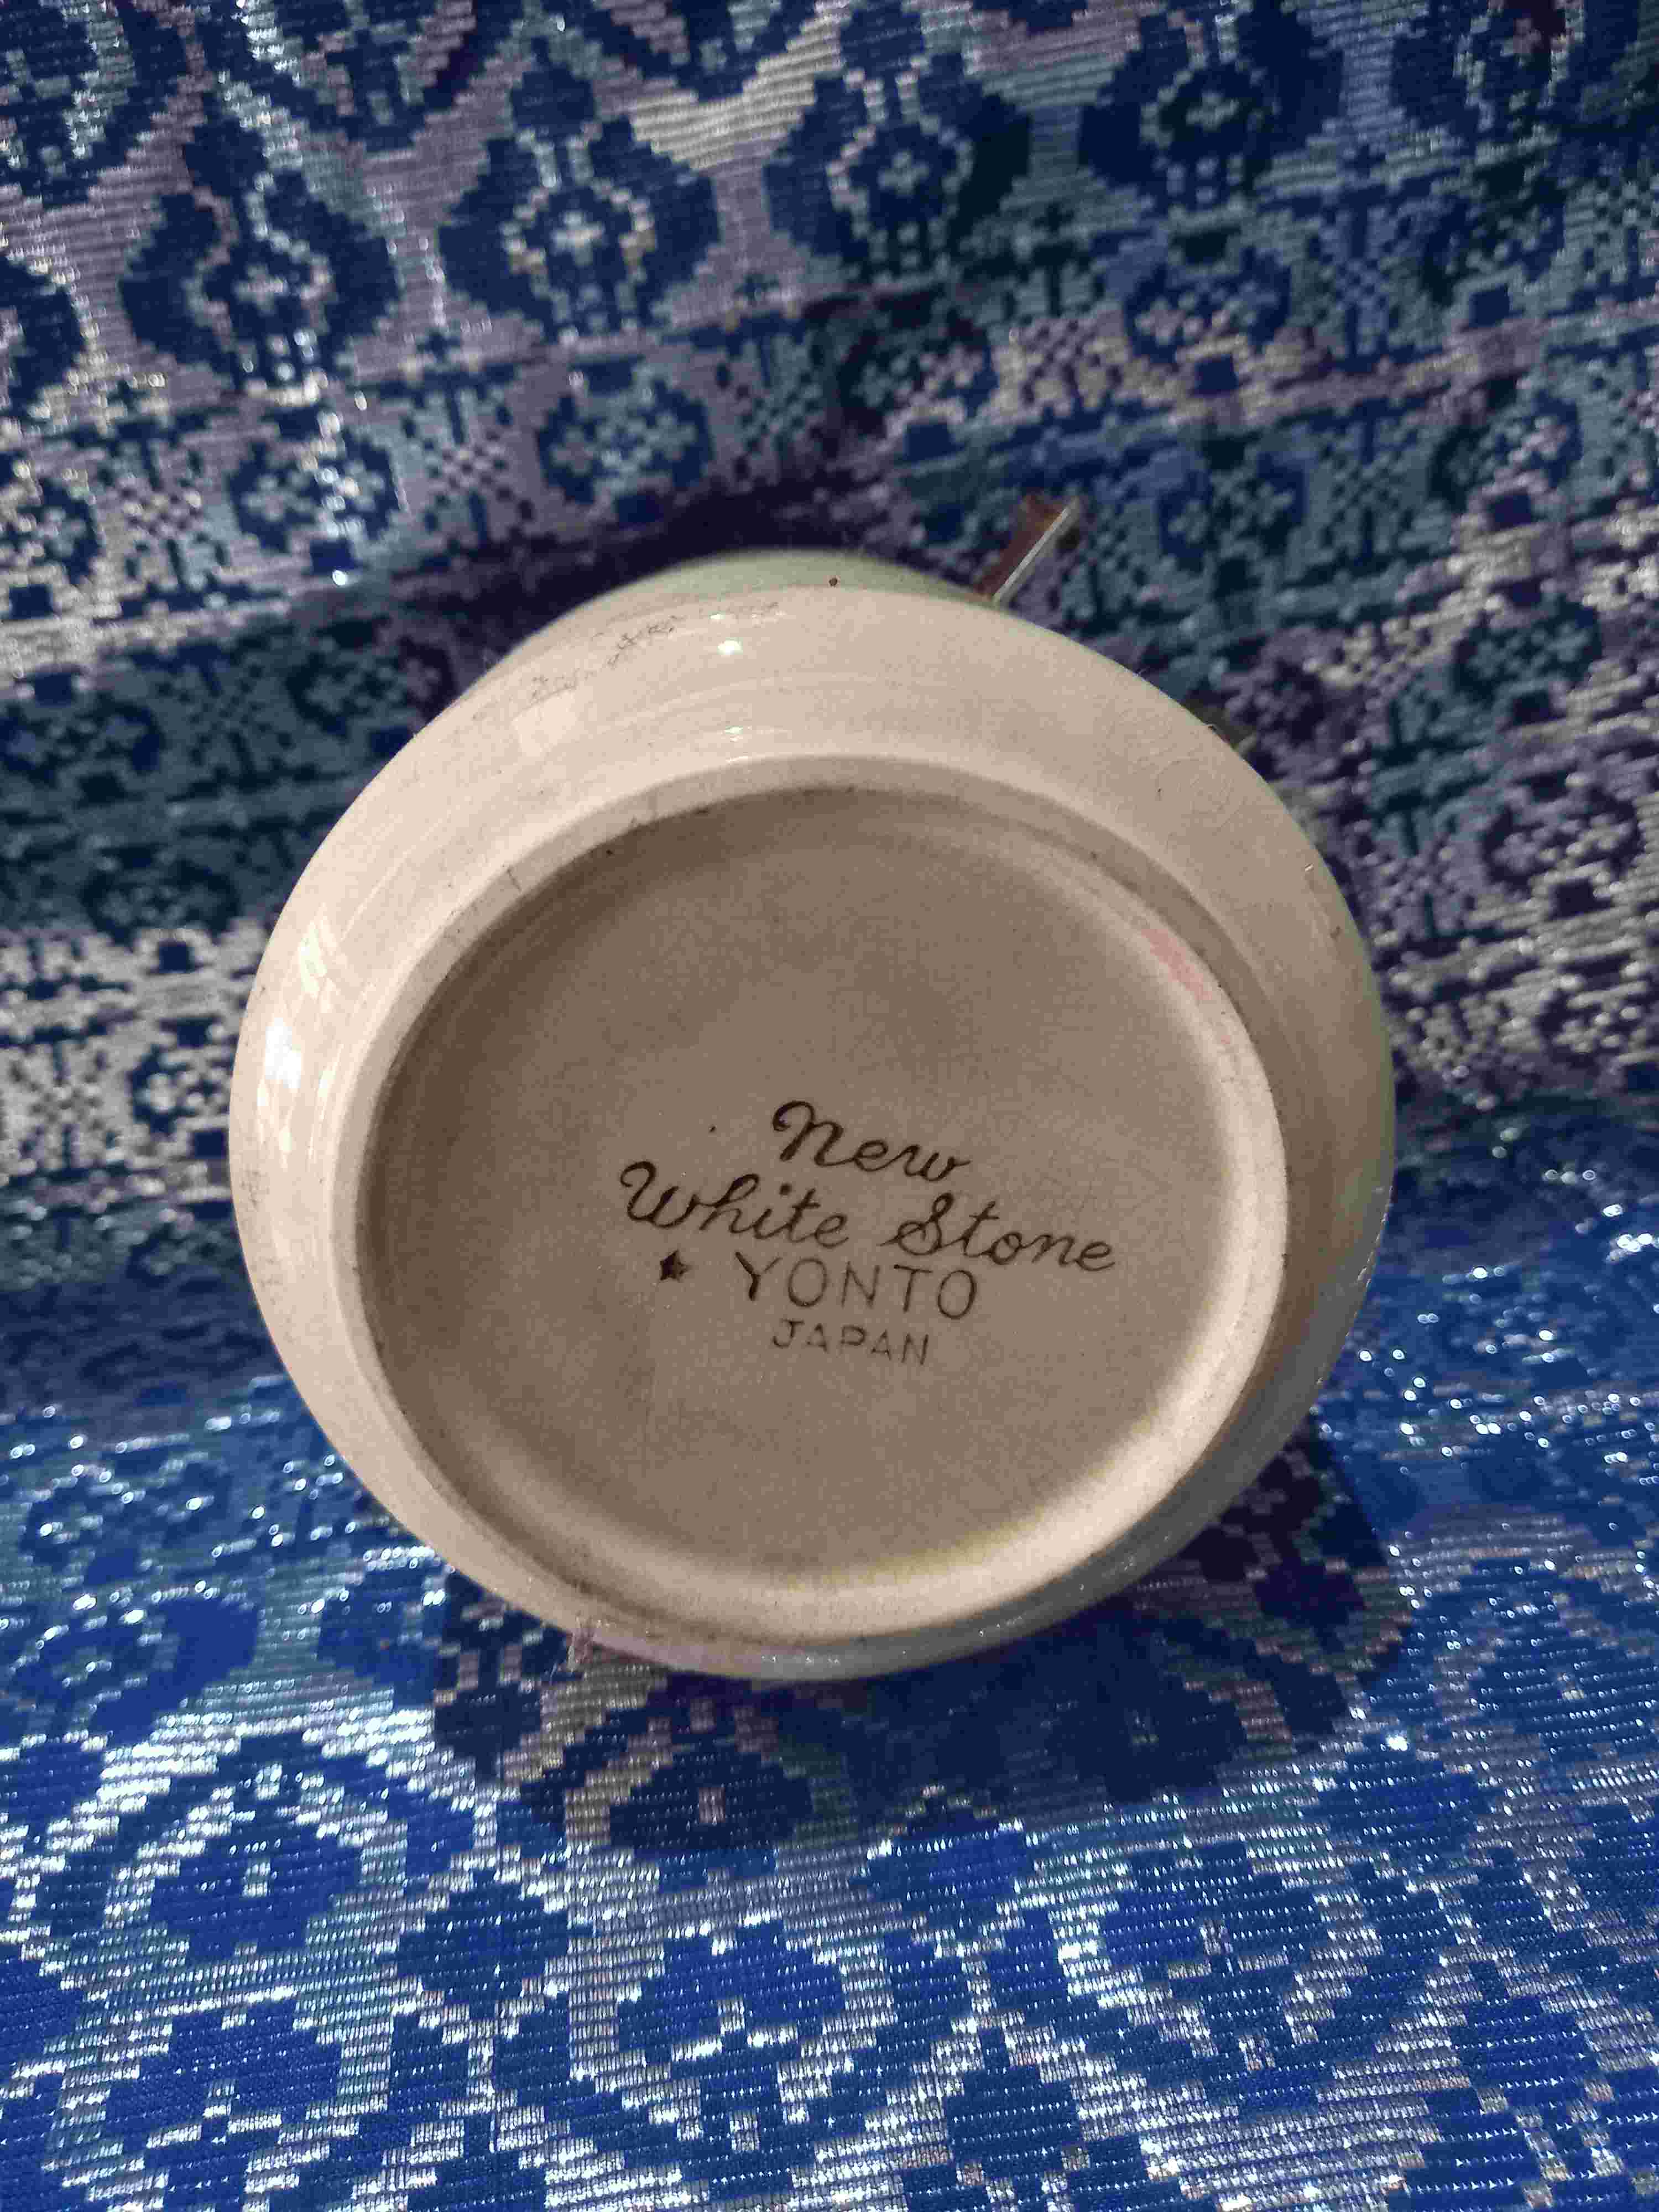 New
White Stone
★ YONTO
JAPAN